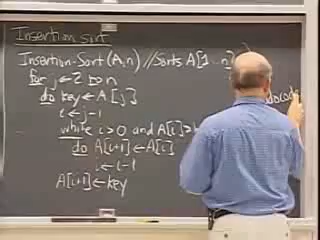 Insertion Sort
Insertion-Sort (A, n) // Sorts A[1..n]
for j ← 2 to n
do key ← A[j]
i ← j-1
while i > 0 and A[i] >
do A[i+1] ← A[i]
i ← i-1
A[i+1] ← key